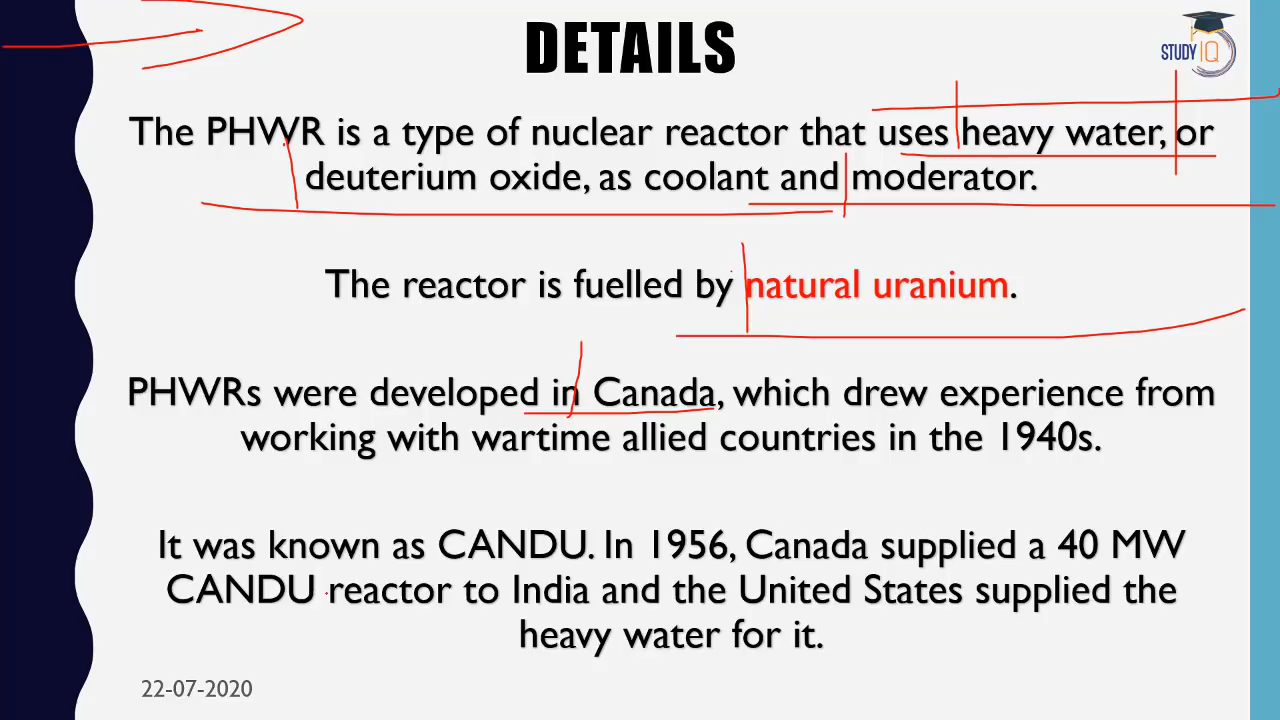 DETAILS
STUDY IQ
The PHWR is a type of nuclear reactor that uses heavy water, or
deuterium oxide, as coolant and moderator.
The reactor is fuelled by natural uranium.
PHWRs were developed in Canada, which drew experience from
working with wartime allied countries in the 1940s.
It was known as CANDU. In 1956, Canada supplied a 40 MW
CANDU reactor to India and the United States supplied the
heavy water for it.
22-07-2020